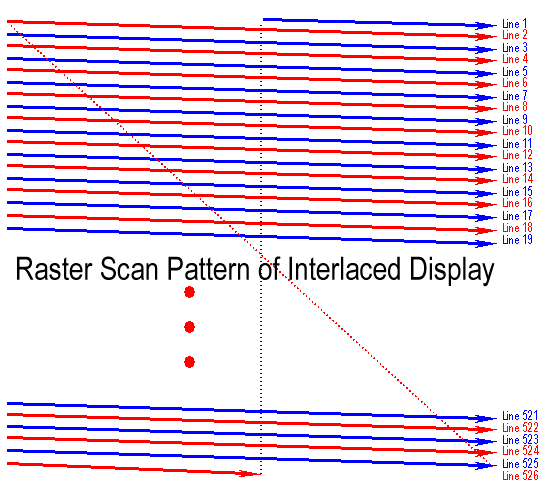 Line 1
Line 2
Line 3
Line 4
Line 5
Line 6
Line 7
Line 8
Line 9
Line 10
Line 11
Line 12
Line 13
Line 14
Line 15
Line 16
Line 17
Line 18
Line 19
Raster Scan Pattern of Interlaced Display
Line 521
Line 522
Line 523
Line 524
Line 525
Line 526